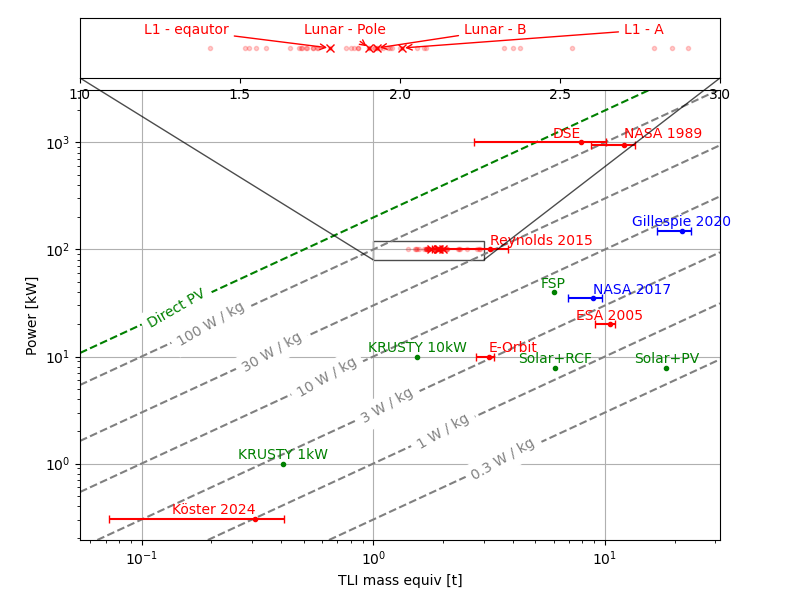 L1 - eqautor Lunar - Pole Lunar - B L1 - A
1.0 1.5 2.0 2.5 3.0
DSE NASA 1989
10³
Gillespie 2020
Reynolds 2015
10²
FSP NASA 2017
Direct PV
100 W / kg
ESA 2005
30 W / kg
KRUSTY 10kW E-Orbit
Solar+RCF Solar+PV
10¹
10 W / kg
3 W / kg
1 W / kg
KRUSTY 1kW
0.3 W / kg
10⁰
Köster 2024
Power [kW]
10⁻¹ 10⁰ 10¹
TLI mass equiv [t]